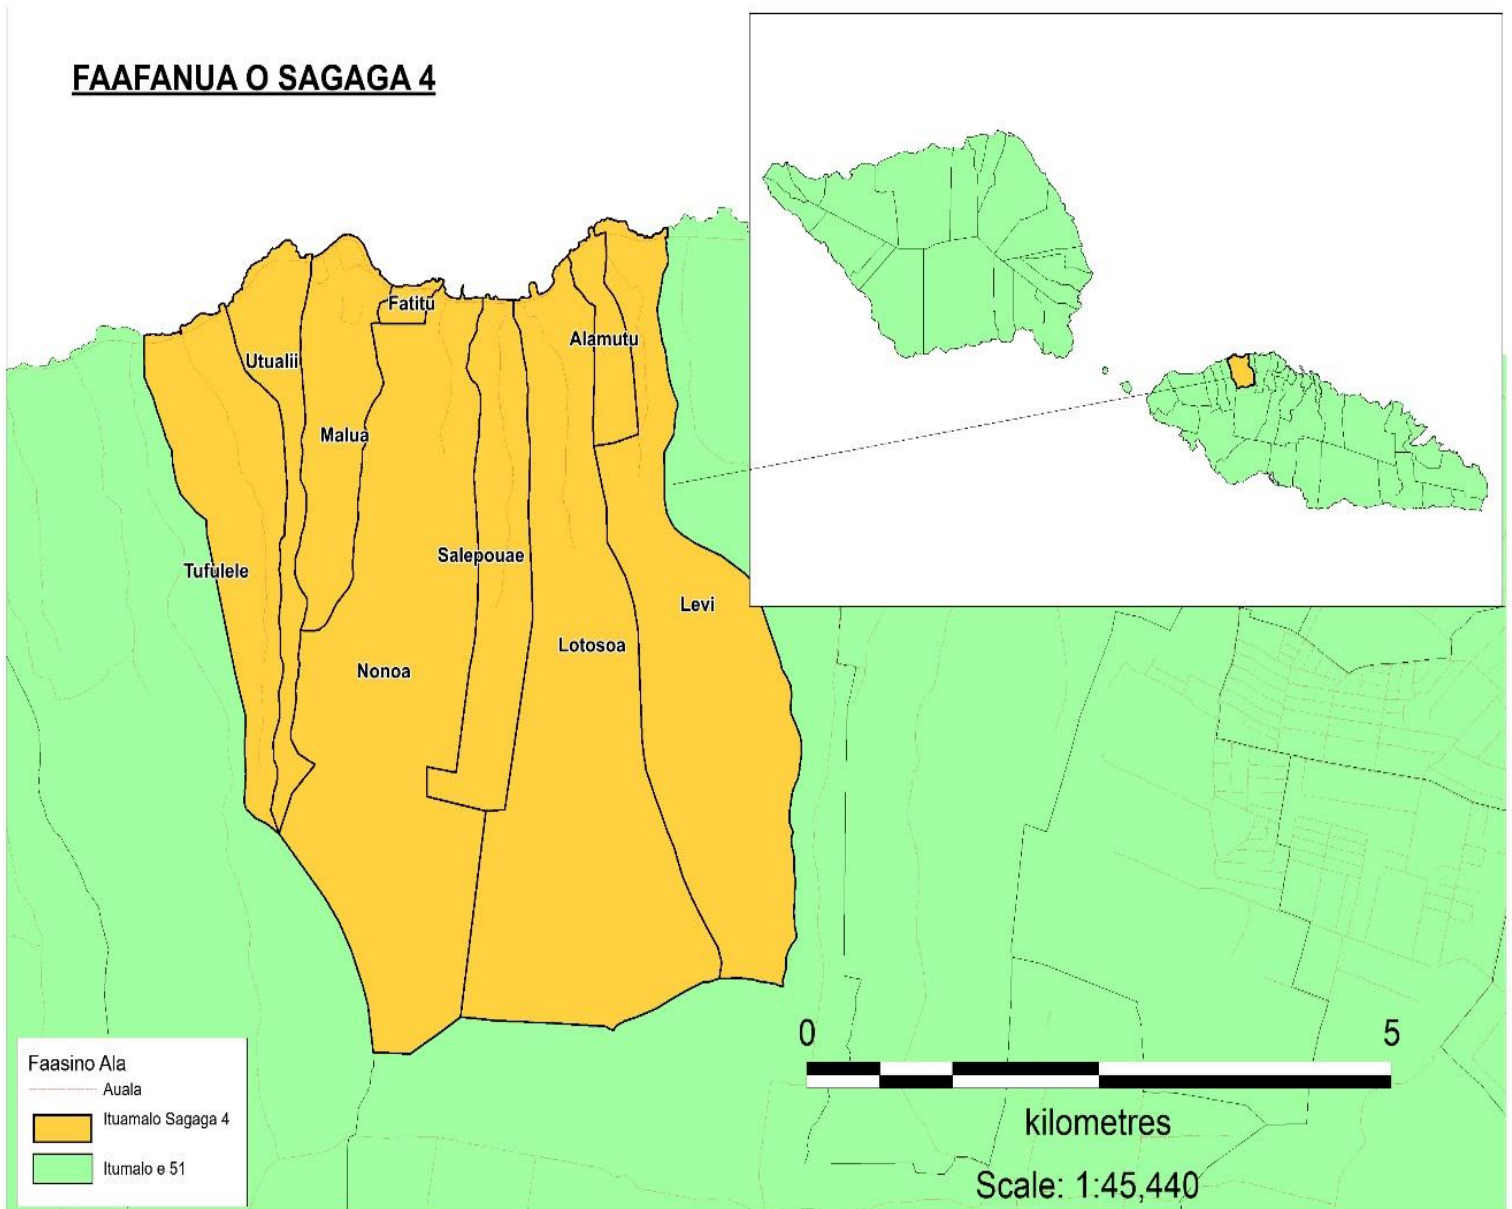 FAAFANUA O SAGAGA 4
Fatitu
Alamutu
Utualii
Malua
Salepouae
Tufulele
Levi
Lotosoa
Nonoa
0 5
kilometres
Scale: 1:45,440
Faasino Ala
Auala
Ituamalo Sagaga 4
Itumalo e 51